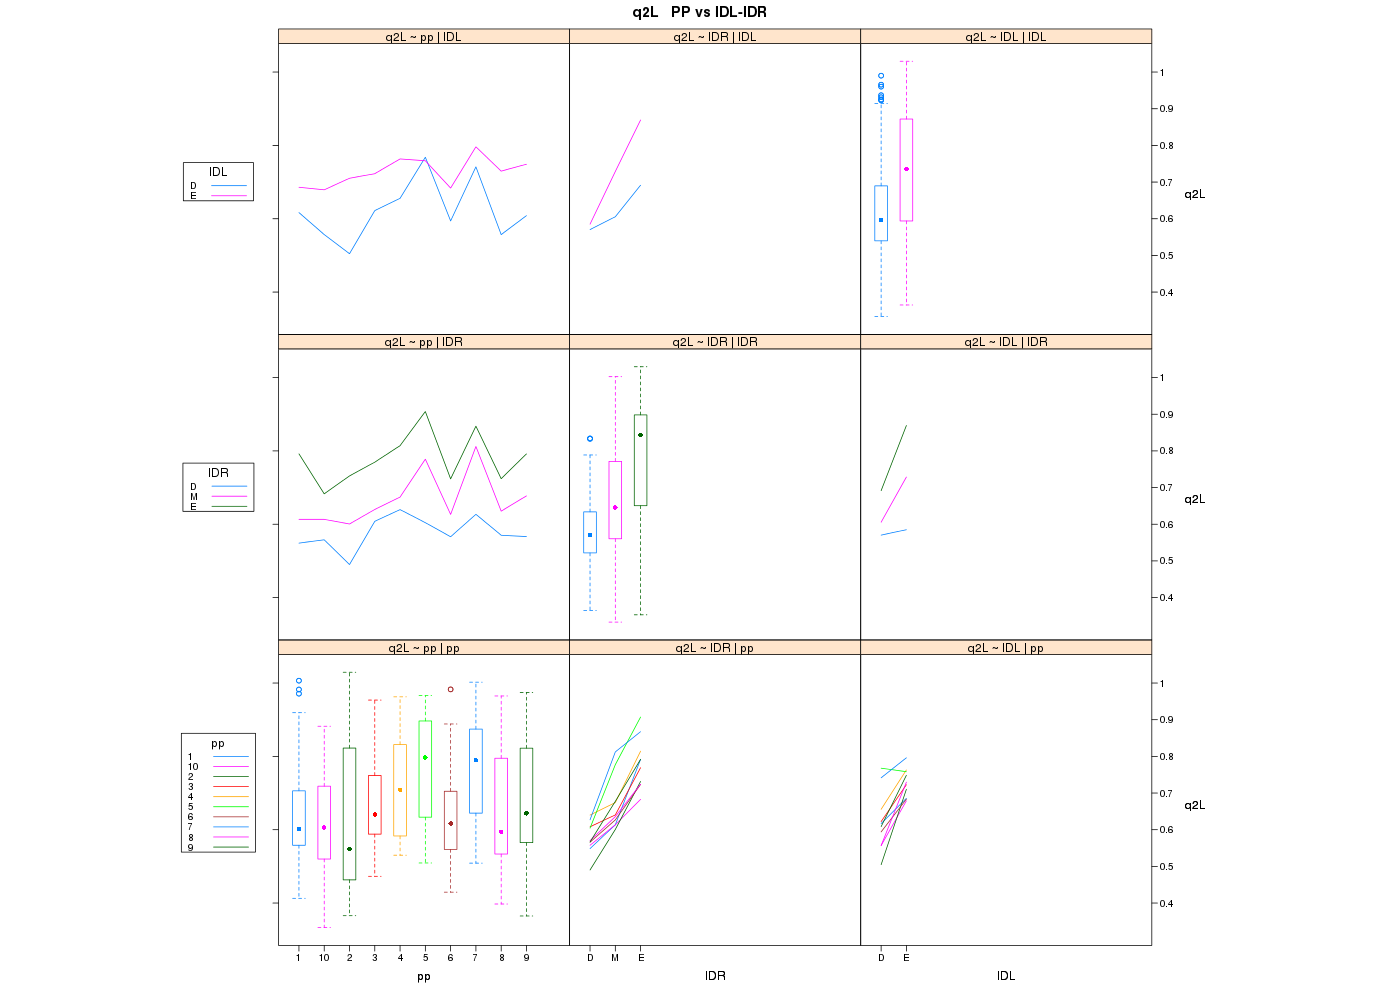 q2L PP vs IDL-IDR
q2L ~ pp | IDL
q2L ~ IDR | IDL
q2L ~ IDL | IDL
IDL
D
E
1
0.9
0.8
0.7
0.6
0.5
0.4
q2L
q2L ~ pp | IDR
q2L ~ IDR | IDR
q2L ~ IDL | IDR
IDR
D
M
E
1
0.9
0.8
0.7
0.6
0.5
0.4
q2L
q2L ~ pp | pp
q2L ~ IDR | pp
q2L ~ IDL | pp
pp
1
10
2
3
4
5
6
7
8
9
1
0.9
0.8
0.7
0.6
0.5
0.4
q2L
1 10 2 3 4 5 6 7 8 9
D M E
D E
pp
IDR
IDL